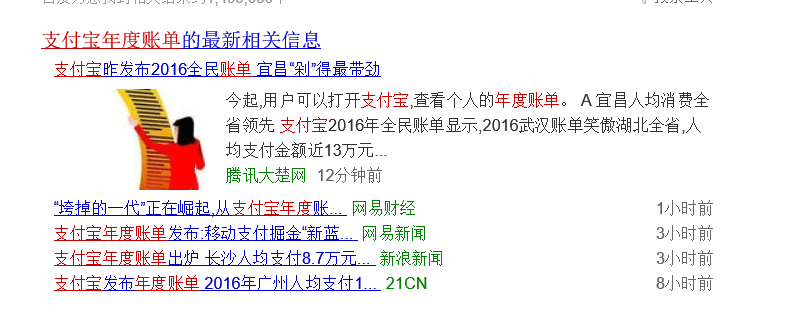 支付宝年度账单的最新相关信息
支付宝昨发布2016全民账单 宜昌“剁”得最带劲
今起,用户可以打开支付宝,查看个人的年度账单。 A 宜昌人均消费全
省领先 支付宝2016年全民账单显示,2016武汉账单笑傲湖北全省,人
均支付金额近13万元...
腾讯大楚网 12分钟前
“垮掉的一代”正在崛起,从支付宝年度账... 网易财经 1小时前
支付宝年度账单发布:移动支付掘金“新蓝... 网易新闻 3小时前
支付宝年度账单出炉 长沙人均支付8.7万元... 新浪新闻 3小时前
支付宝发布年度账单 2016年广州人均支付1... 21CN 8小时前